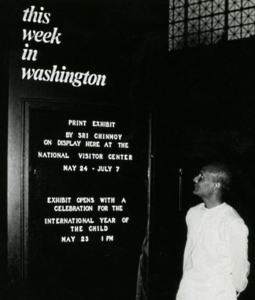 this
week
in
washington
PRINT EXHIBIT
BY SRI CHINMOY
ON DISPLAY HERE AT THE
NATIONAL VISITOR CENTER
MAY 24 - JULY 7
EXHIBIT OPENS WITH A
CELEBRATION FOR THE
INTERNATIONAL YEAR OF
THE CHILD
MAY 23 1 PM